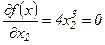 ∂f(x)/∂x₂ = 4x₂³ = 0